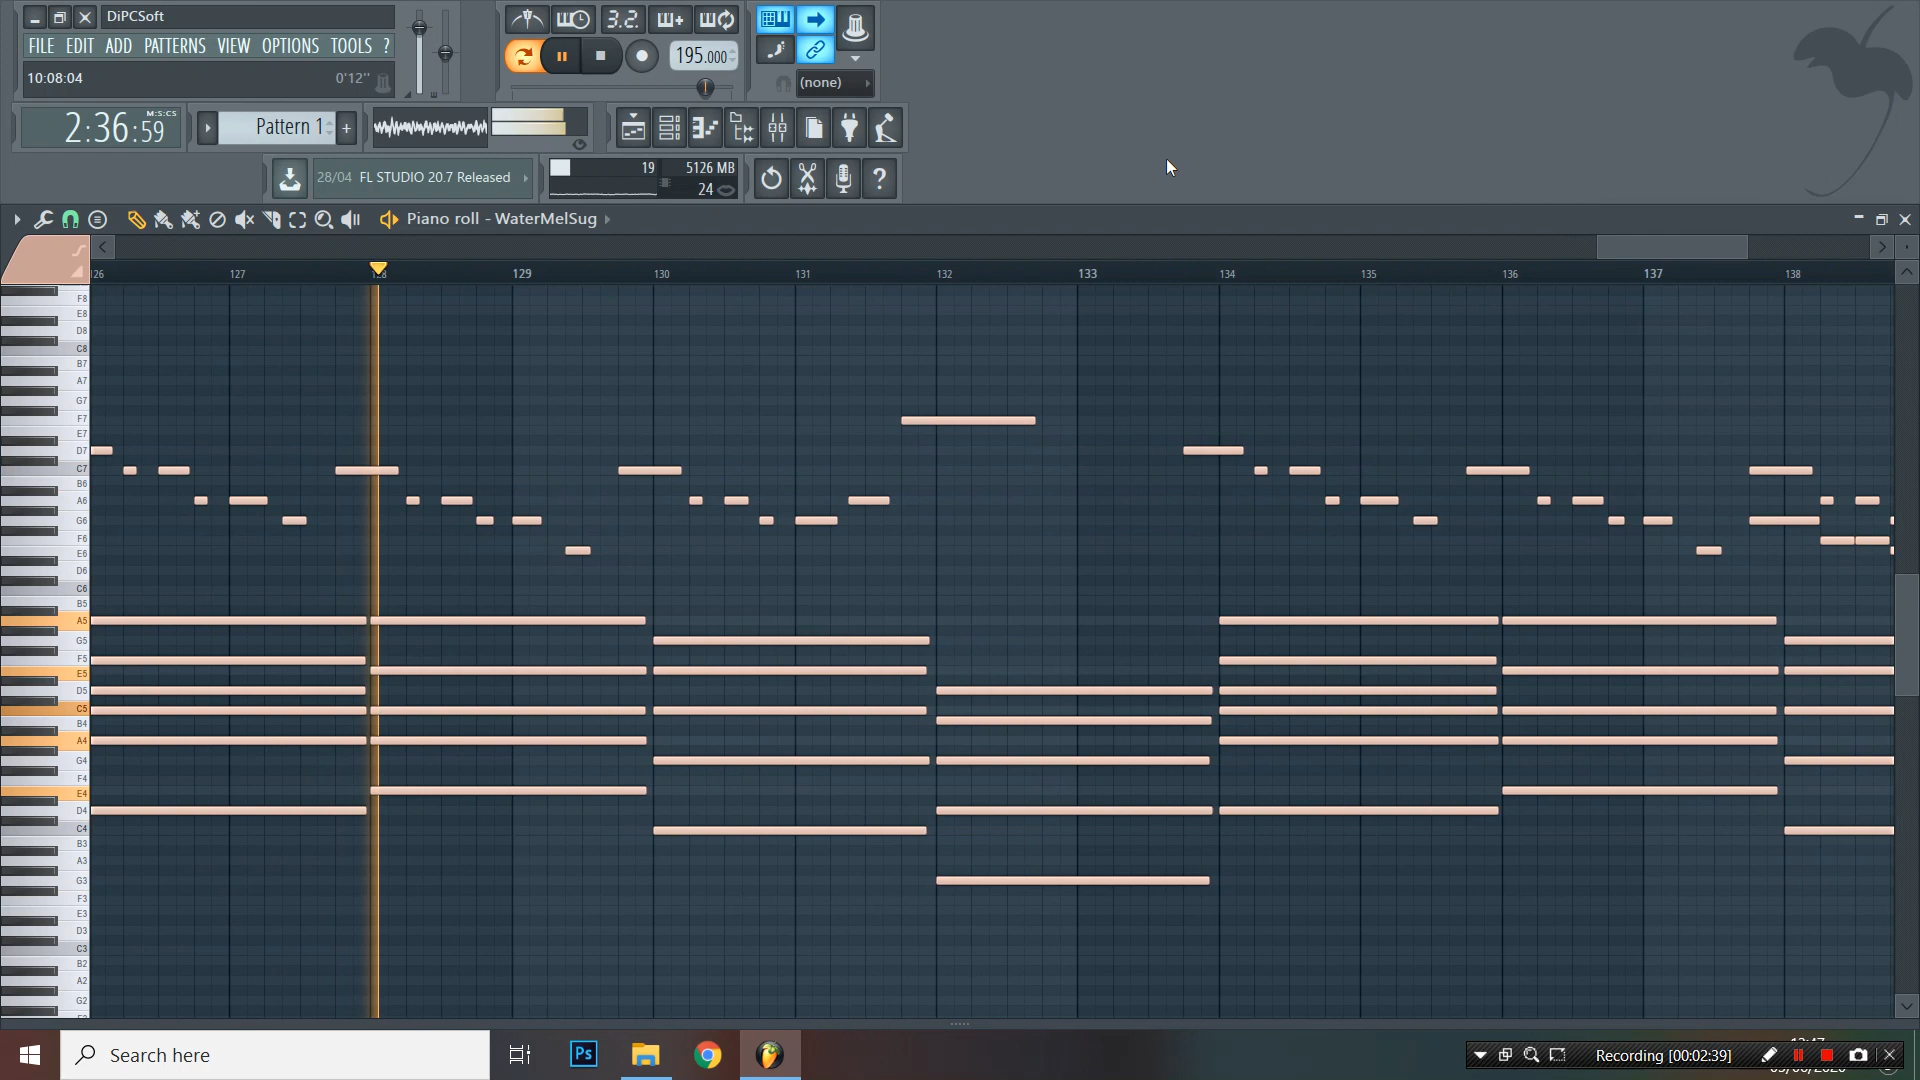 DiPCSoft
FILE EDIT ADD PATTERNS VIEW OPTIONS TOOLS ?
10:08:04 0'12''
3.2.
195.000
(none)
2:36:59 M:S:CS
Pattern 1
28/04 FL STUDIO 20.7 Released
19 5126 MB
24
Piano roll - WaterMelSug
126 127 128 129 130 131 132 133 134 135 136 137 138
F8
E8
D8
C8
B7
A7
G7
F7
E7
D7
C7
B6
A6
G6
F6
E6
D6
C6
B5
A5
G5
F5
E5
D5
C5
B4
A4
G4
F4
E4
D4
C4
B3
A3
G3
F3
E3
D3
C3
B2
A2
G2
Search here
Ps
Recording [00:02:39]